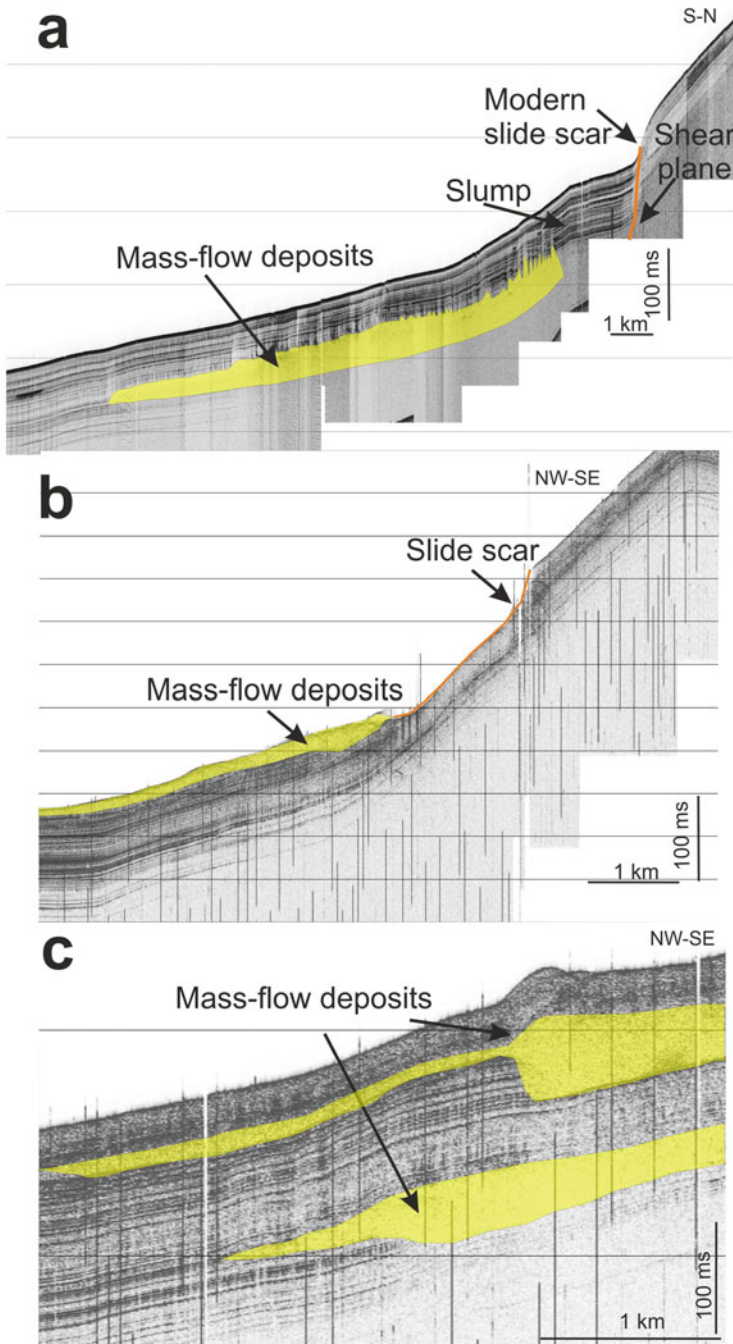 a
S-N
Modern
slide scar
Shear
plane
Slump
Mass-flow deposits
100 ms
1 km
b
NW-SE
Slide scar
Mass-flow deposits
100 ms
1 km
c
NW-SE
Mass-flow deposits
100 ms
1 km